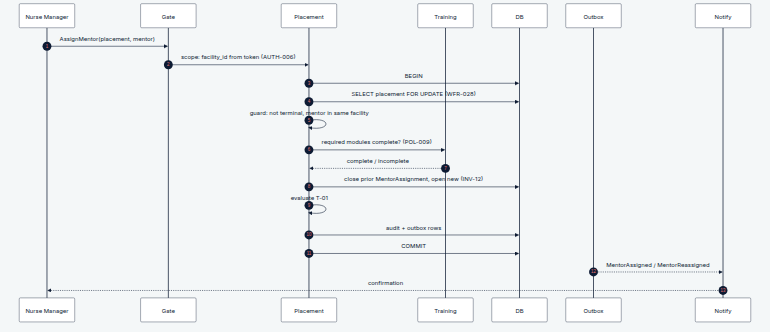 Nurse Manager Gate Placement Training DB Outbox Notify
AssignMentor(placement, mentor)
scope: facility_id from token (AUTH-006)
BEGIN
SELECT placement FOR UPDATE (WFR-028)
guard: not terminal, mentor in same facility
required modules complete? (POL-009)
complete / incomplete
close prior MentorAssignment, open new (INV-12)
evaluate T-01
audit + outbox rows
COMMIT
MentorAssigned / MentorReassigned
confirmation
Nurse Manager Gate Placement Training DB Outbox Notify